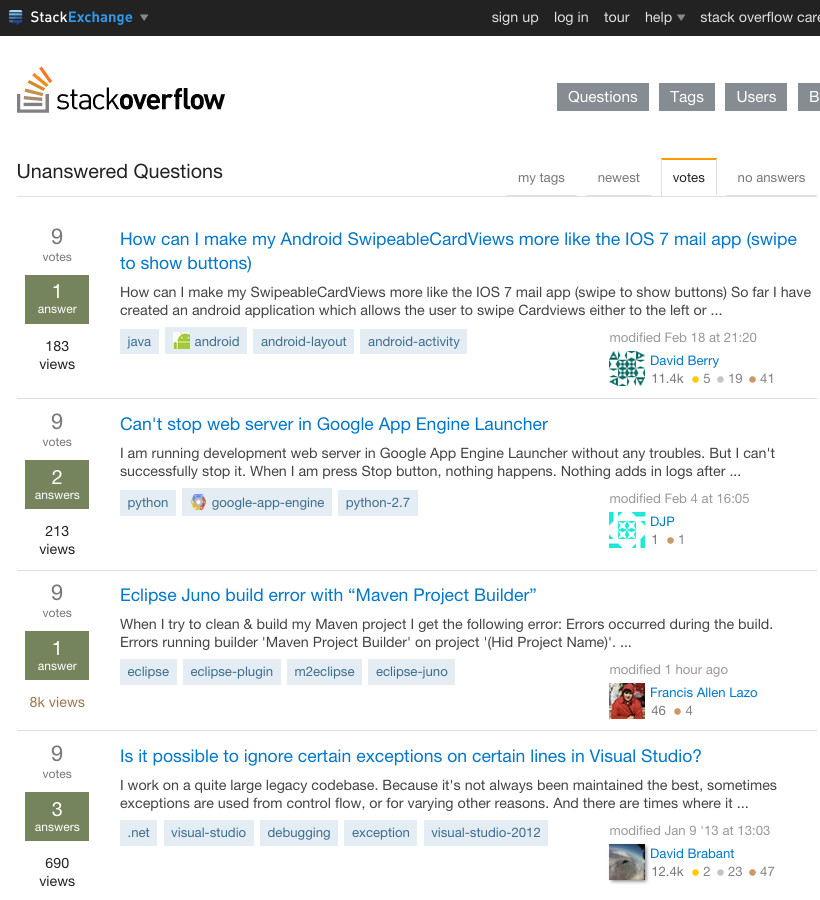 StackExchange sign up log in tour help stack overflow care
stackoverflow Questions Tags Users B
Unanswered Questions my tags newest votes no answers
9
votes
1
answer
183
views
How can I make my Android SwipeableCardViews more like the IOS 7 mail app (swipe
to show buttons)
How can I make my SwipeableCardViews more like the IOS 7 mail app (swipe to show buttons) So far I have
created an android application which allows the user to swipe Cardviews either to the left or ...
java android android-layout android-activity
modified Feb 18 at 21:20
David Berry
11.4k 5 19 41
9
votes
2
answers
213
views
Can't stop web server in Google App Engine Launcher
I am running development web server in Google App Engine Launcher without any troubles. But I can't
successfully stop it. When I am press Stop button, nothing happens. Nothing adds in logs after ...
python google-app-engine python-2.7
modified Feb 4 at 16:05
DJP
1 1
9
votes
1
answer
8k views
Eclipse Juno build error with “Maven Project Builder”
When I try to clean & build my Maven project I get the following error: Errors occurred during the build.
Errors running builder 'Maven Project Builder' on project '(Hid Project Name)'. ...
eclipse eclipse-plugin m2eclipse eclipse-juno
modified 1 hour ago
Francis Allen Lazo
46 4
9
votes
3
answers
690
views
Is it possible to ignore certain exceptions on certain lines in Visual Studio?
I work on a quite large legacy codebase. Because it's not always been maintained the best, sometimes
exceptions are used from control flow, or for varying other reasons. And there are times where it ...
.net visual-studio debugging exception visual-studio-2012
modified Jan 9 '13 at 13:03
David Brabant
12.4k 2 23 47